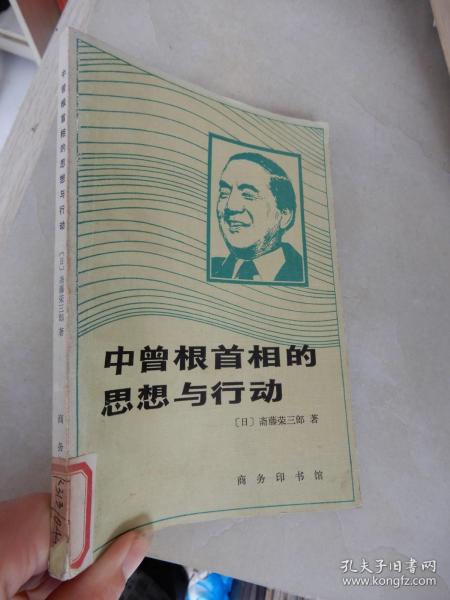 中曾根首相的思想与行动
〔日〕斋藤荣三郎 著
商务
中曾根首相的
思想与行动
〔日〕斋藤荣三郎 著
商务印书馆
孔夫子旧书网
www.kongfz.com